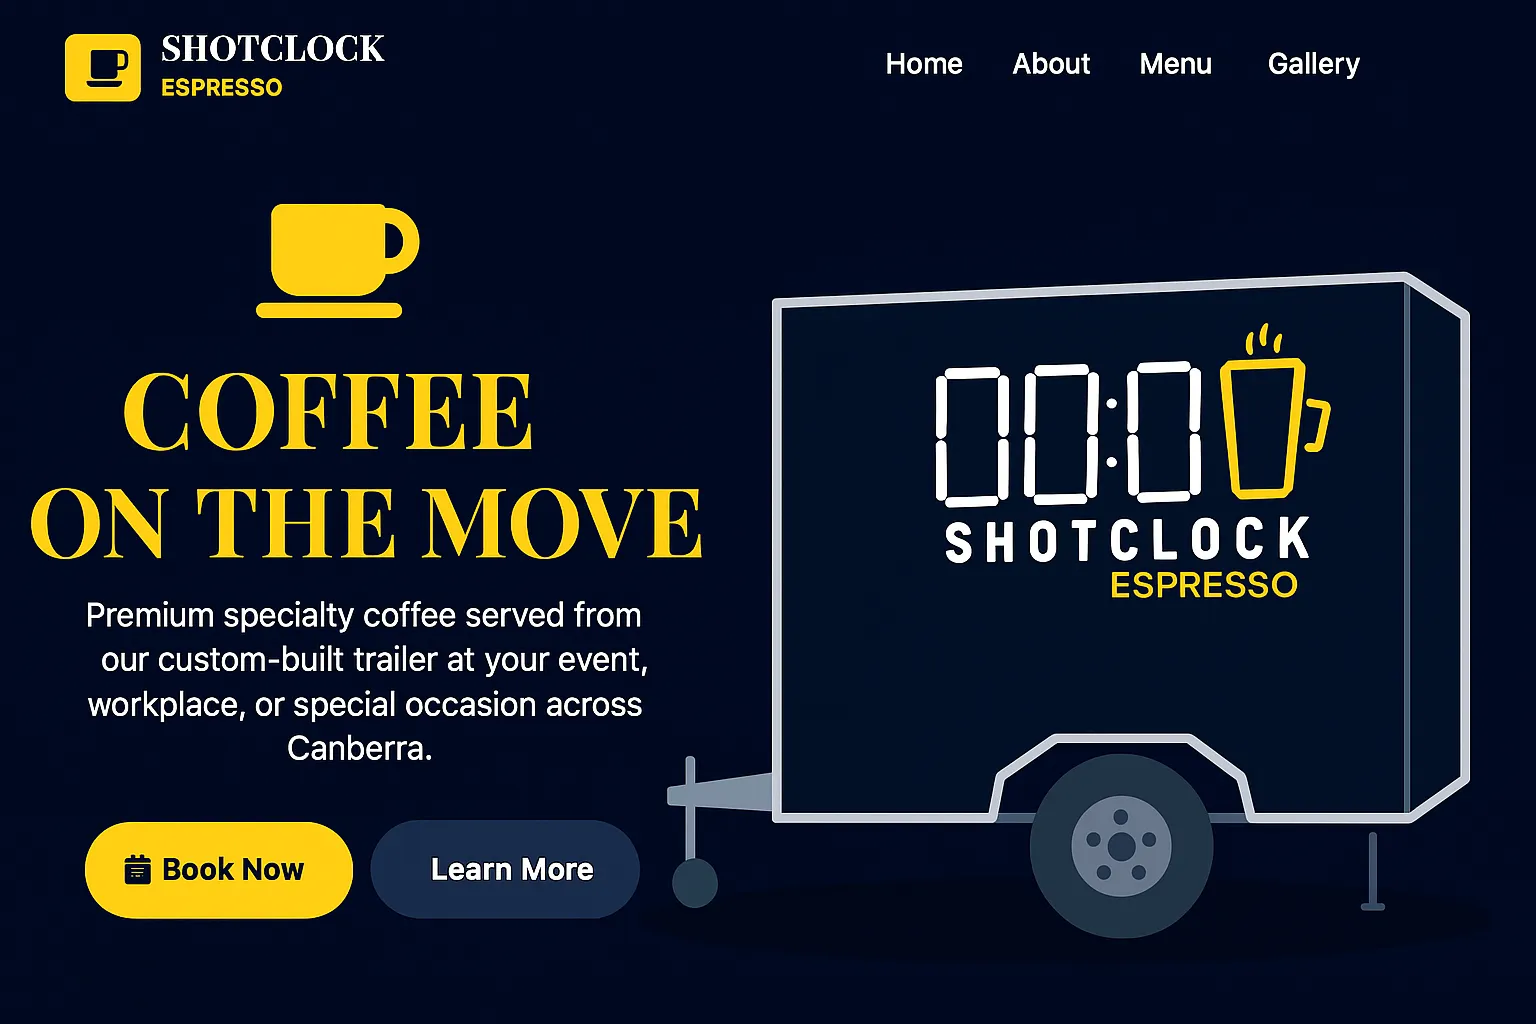 SHOTCLOCK
ESPRESSO
Home About Menu Gallery
COFFEE
ON THE MOVE
Premium specialty coffee served from
our custom-built trailer at your event,
workplace, or special occasion across
Canberra.
Book Now
Learn More
00:0
SHOTCLOCK
ESPRESSO